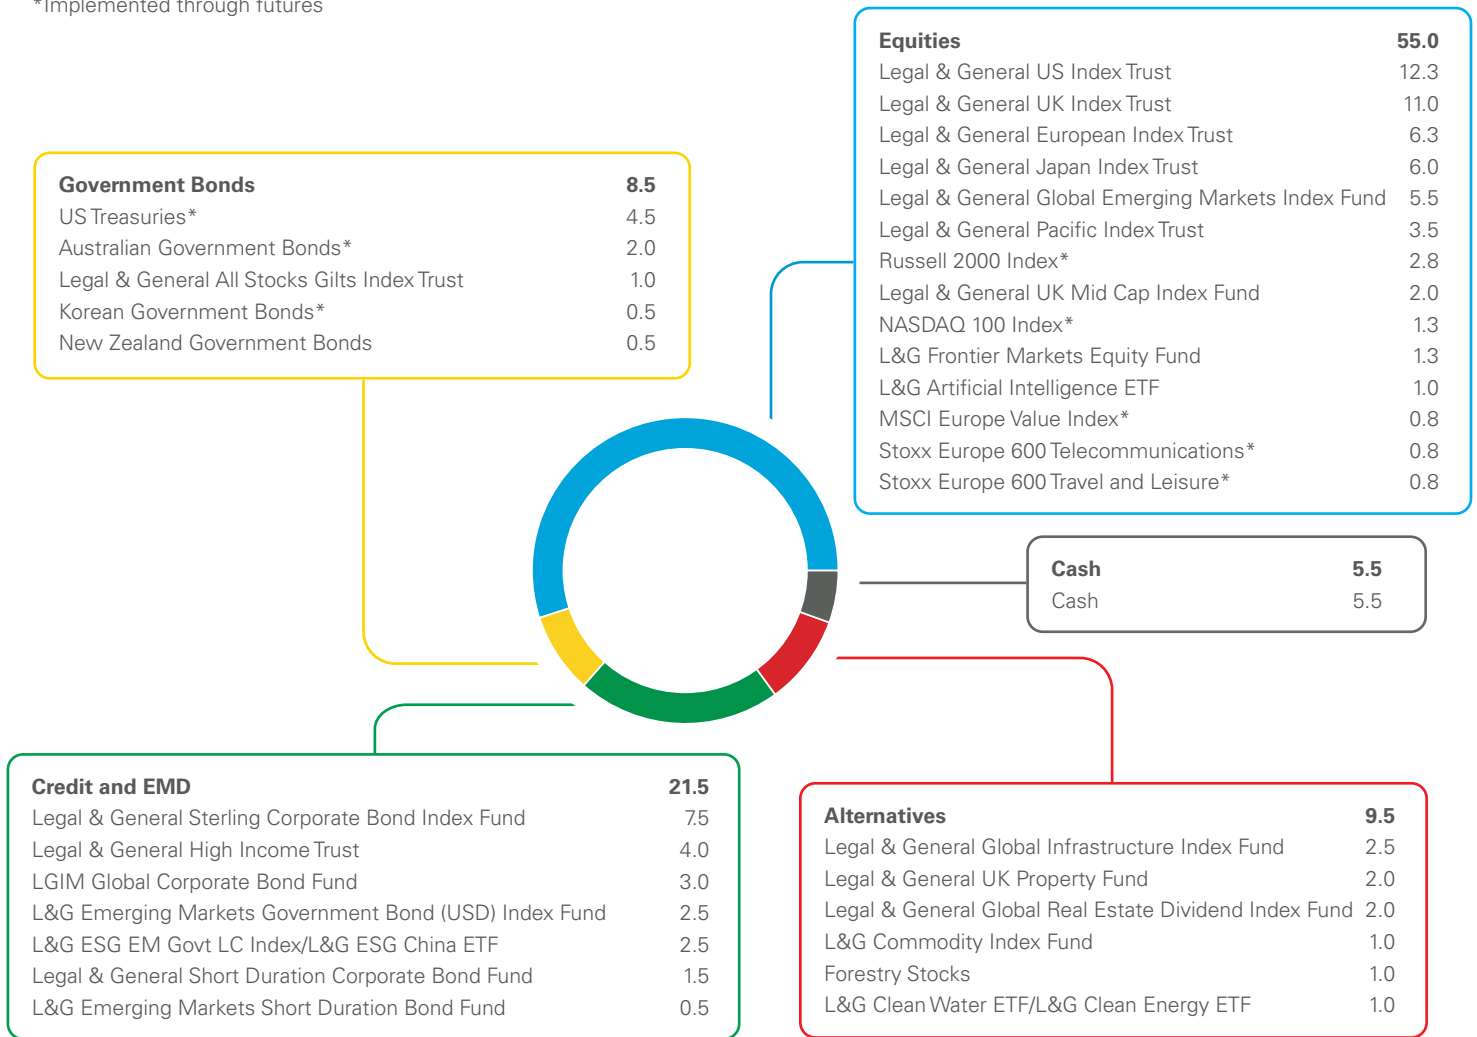 *Implemented through futures
Equities 55.0
Legal & General US Index Trust 12.3
Legal & General UK Index Trust 11.0
Legal & General European Index Trust 6.3
Legal & General Japan Index Trust 6.0
Legal & General Global Emerging Markets Index Fund 5.5
Legal & General Pacific Index Trust 3.5
Russell 2000 Index* 2.8
Legal & General UK Mid Cap Index Fund 2.0
NASDAQ 100 Index* 1.3
L&G Frontier Markets Equity Fund 1.3
L&G Artificial Intelligence ETF 1.0
MSCI Europe Value Index* 0.8
Stoxx Europe 600 Telecommunications* 0.8
Stoxx Europe 600 Travel and Leisure* 0.8
Government Bonds 8.5
US Treasuries* 4.5
Australian Government Bonds* 2.0
Legal & General All Stocks Gilts Index Trust 1.0
Korean Government Bonds* 0.5
New Zealand Government Bonds 0.5
Cash 5.5
Cash 5.5
Credit and EMD 21.5
Legal & General Sterling Corporate Bond Index Fund 7.5
Legal & General High Income Trust 4.0
LGIM Global Corporate Bond Fund 3.0
L&G Emerging Markets Government Bond (USD) Index Fund 2.5
L&G ESG EM Govt LC Index/L&G ESG China ETF 2.5
Legal & General Short Duration Corporate Bond Fund 1.5
L&G Emerging Markets Short Duration Bond Fund 0.5
Alternatives 9.5
Legal & General Global Infrastructure Index Fund 2.5
Legal & General UK Property Fund 2.0
Legal & General Global Real Estate Dividend Index Fund 2.0
L&G Commodity Index Fund 1.0
Forestry Stocks 1.0
L&G Clean Water ETF/L&G Clean Energy ETF 1.0